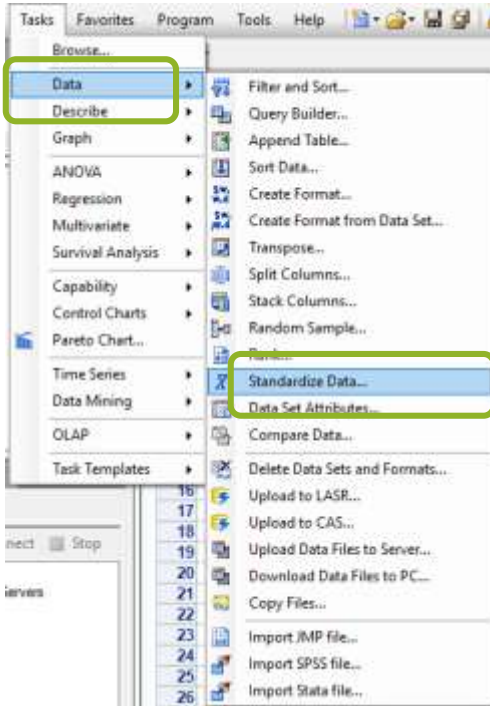 Tasks Favorites Program Tools Help
Browse...
Data
Describe
Graph
ANOVA
Regression
Multivariate
Survival Analysis
Capability
Control Charts
Pareto Chart...
Time Series
Data Mining
OLAP
Task Templates
Filter and Sort...
Query Builder...
Append Table...
Sort Data...
Create Format...
Create Format from Data Set...
Transpose...
Split Columns...
Stack Columns...
Random Sample...
Rank...
Standardize Data...
Data Set Attributes...
Compare Data...
Delete Data Sets and Formats...
Upload to LASR...
Upload to CAS...
Upload Data Files to Server...
Download Data Files to PC...
Copy Files...
Import JMP file...
Import SPSS file...
Import Stata file...
nect Stop
Servers
16
17
18
19
20
21
22
23
24
25
26